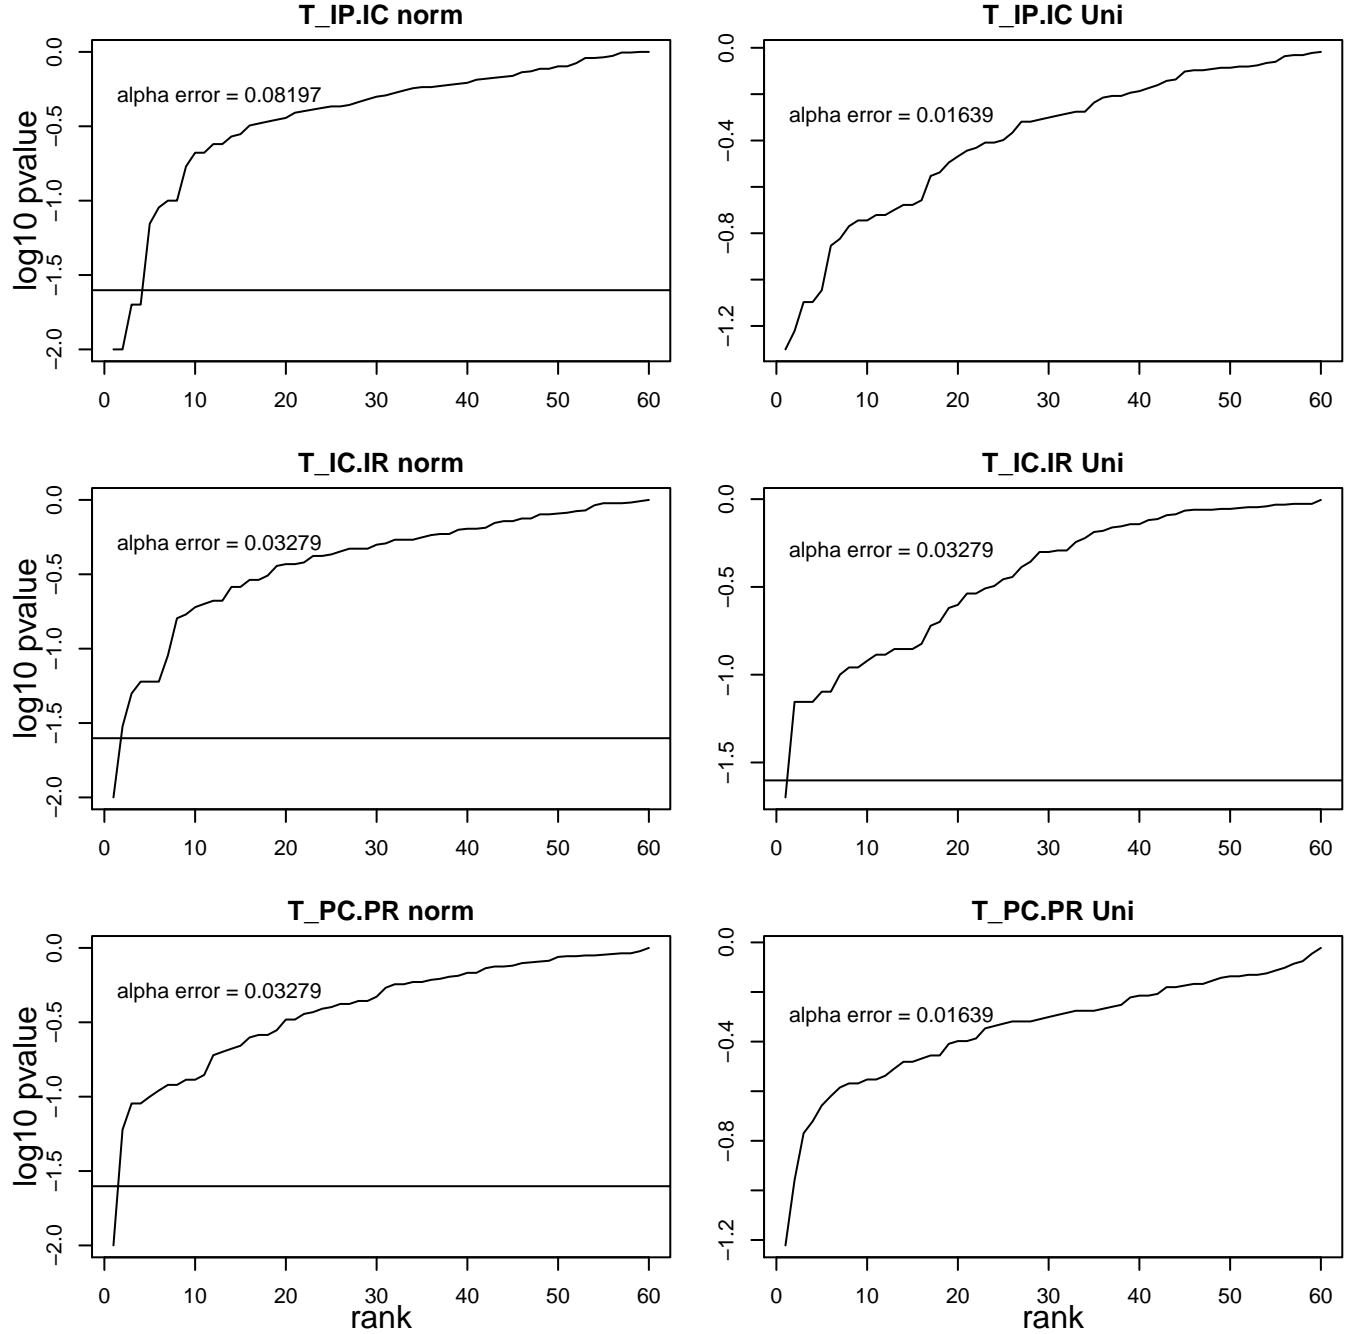 T_IP.IC norm
log10 pvalue
0.0
−0.5
−1.0
−1.5
−2.0
alpha error = 0.08197
0 10 20 30 40 50 60
T_IP.IC Uni
0.0
−0.4
−0.8
−1.2
alpha error = 0.01639
0 10 20 30 40 50 60
T_IC.IR norm
log10 pvalue
0.0
−0.5
−1.0
−1.5
−2.0
alpha error = 0.03279
0 10 20 30 40 50 60
T_IC.IR Uni
0.0
−0.5
−1.0
−1.5
alpha error = 0.03279
0 10 20 30 40 50 60
T_PC.PR norm
log10 pvalue
0.0
−0.5
−1.0
−1.5
−2.0
alpha error = 0.03279
0 10 20 30 40 50 60
rank
T_PC.PR Uni
0.0
−0.4
−0.8
−1.2
alpha error = 0.01639
0 10 20 30 40 50 60
rank